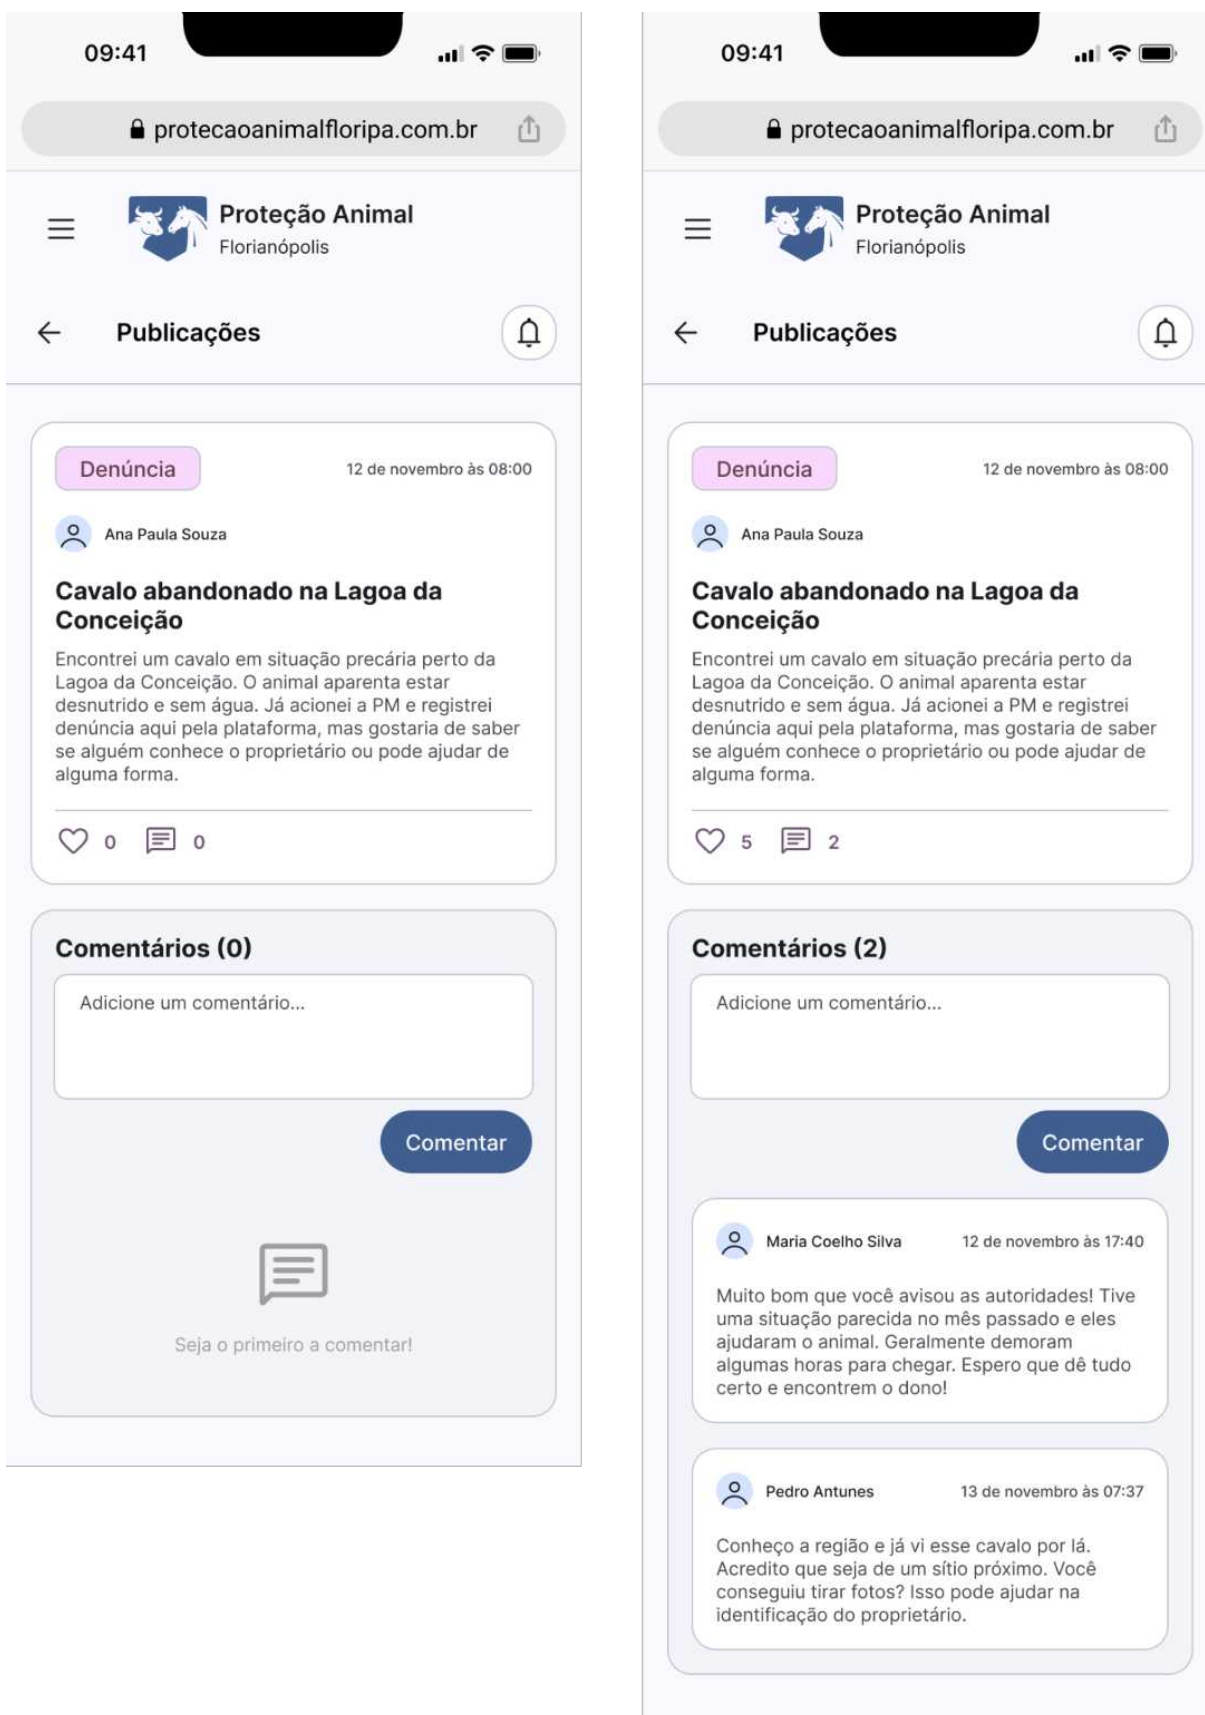 09:41
protecaoanimalfloripa.com.br
Proteção Animal
Florianópolis
Publicações
Denúncia
12 de novembro às 08:00
Ana Paula Souza
Cavalo abandonado na Lagoa da
Conceição
Encontrei um cavalo em situação precária perto da
Lagoa da Conceição. O animal aparenta estar
desnutrido e sem água. Já acionei a PM e registrei
denúncia aqui pela plataforma, mas gostaria de saber
se alguém conhece o proprietário ou pode ajudar de
alguma forma.
0 0
Comentários (0)
Adicione um comentário...
Comentar
Seja o primeiro a comentar!
09:41
protecaoanimalfloripa.com.br
Proteção Animal
Florianópolis
Publicações
Denúncia
12 de novembro às 08:00
Ana Paula Souza
Cavalo abandonado na Lagoa da
Conceição
Encontrei um cavalo em situação precária perto da
Lagoa da Conceição. O animal aparenta estar
desnutrido e sem água. Já acionei a PM e registrei
denúncia aqui pela plataforma, mas gostaria de saber
se alguém conhece o proprietário ou pode ajudar de
alguma forma.
5 2
Comentários (2)
Adicione um comentário...
Comentar
Maria Coelho Silva
12 de novembro às 17:40
Muito bom que você avisou as autoridades! Tive
uma situação parecida no mês passado e eles
ajudaram o animal. Geralmente demoram
algumas horas para chegar. Espero que dê tudo
certo e encontrem o dono!
Pedro Antunes
13 de novembro às 07:37
Conheço a região e já vi esse cavalo por lá.
Acredito que seja de um sítio próximo. Você
conseguiu tirar fotos? Isso pode ajudar na
identificação do proprietário.